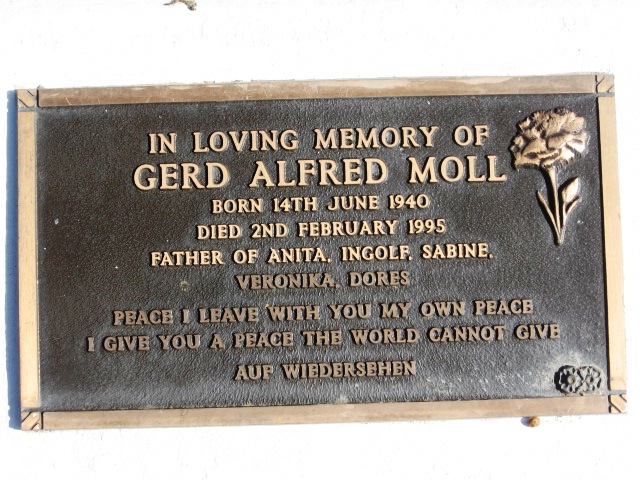 IN LOVING MEMORY OF
GERD ALFRED MOLL
BORN 14TH JUNE 1940
DIED 2ND FEBRUARY 1995
FATHER OF ANITA, INGOLF, SABINE,
VERONIKA, DORES
PEACE I LEAVE WITH YOU MY OWN PEACE
I GIVE YOU A PEACE THE WORLD CANNOT GIVE
AUF WIEDERSEHEN